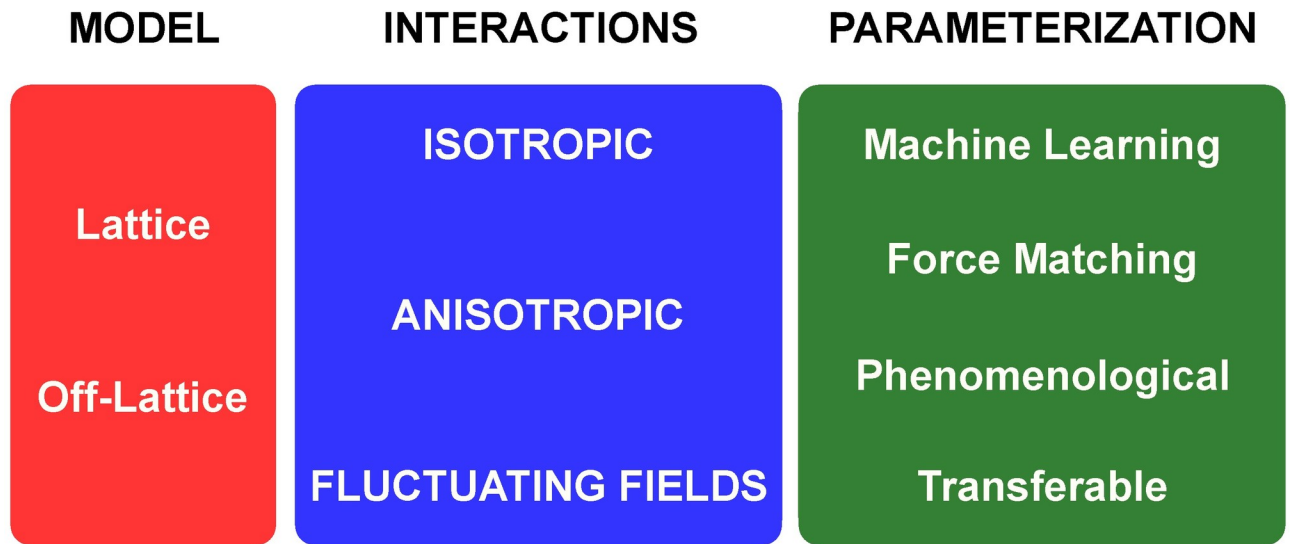 MODEL
Lattice
Off-Lattice
INTERACTIONS
ISOTROPIC
ANISOTROPIC
FLUCTUATING FIELDS
PARAMETERIZATION
Machine Learning
Force Matching
Phenomenological
Transferable